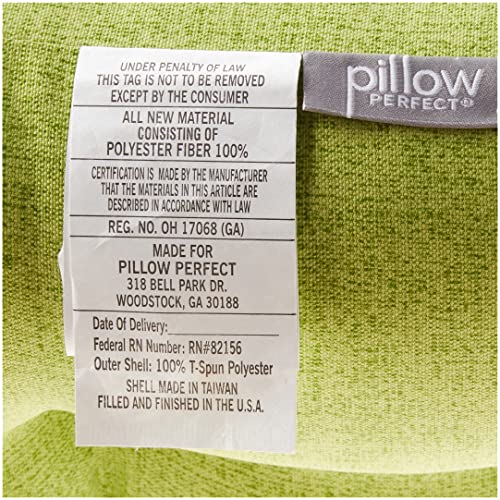 UNDER PENALTY OF LAW
THIS TAG IS NOT TO BE REMOVED
EXCEPT BY THE CONSUMER
ALL NEW MATERIAL
CONSISTING OF
POLYESTER FIBER 100%
CERTIFICATION IS MADE BY THE MANUFACTURER
THAT THE MATERIALS IN THIS ARTICLE ARE
DESCRIBED IN ACCORDANCE WITH LAW
REG. NO. OH 17068 (GA)
MADE FOR
PILLOW PERFECT
318 BELL PARK DR.
WOODSTOCK, GA 30188
Date Of Delivery:
Federal RN Number: RN#82156
Outer Shell: 100% T-Spun Polyester
SHELL MADE IN TAIWAN
FILLED AND FINISHED IN THE U.S.A.
pillow
PERFECT®